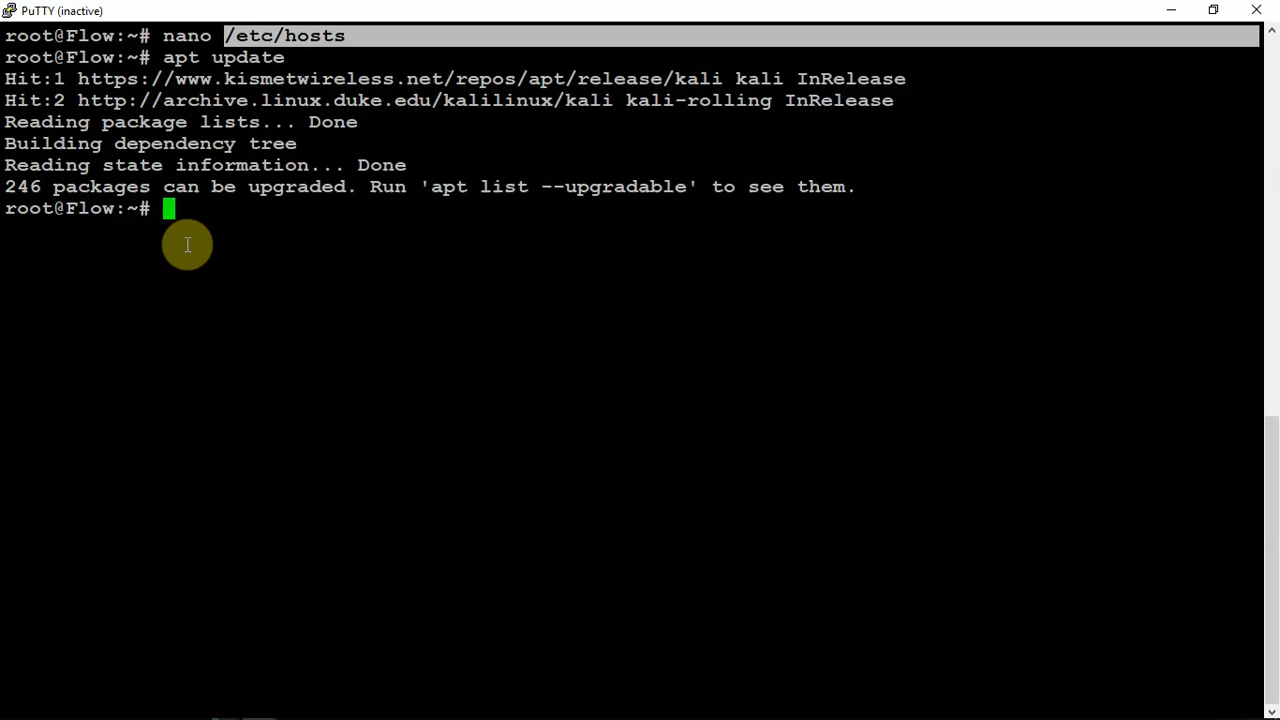 PuTTY (inactive)
root@Flow:~# nano /etc/hosts
root@Flow:~# apt update
Hit:1 https://www.kismetwireless.net/repos/apt/release/kali kali InRelease
Hit:2 http://archive.linux.duke.edu/kalilinux/kali kali-rolling InRelease
Reading package lists... Done
Building dependency tree
Reading state information... Done
246 packages can be upgraded. Run 'apt list --upgradable' to see them.
root@Flow:~#